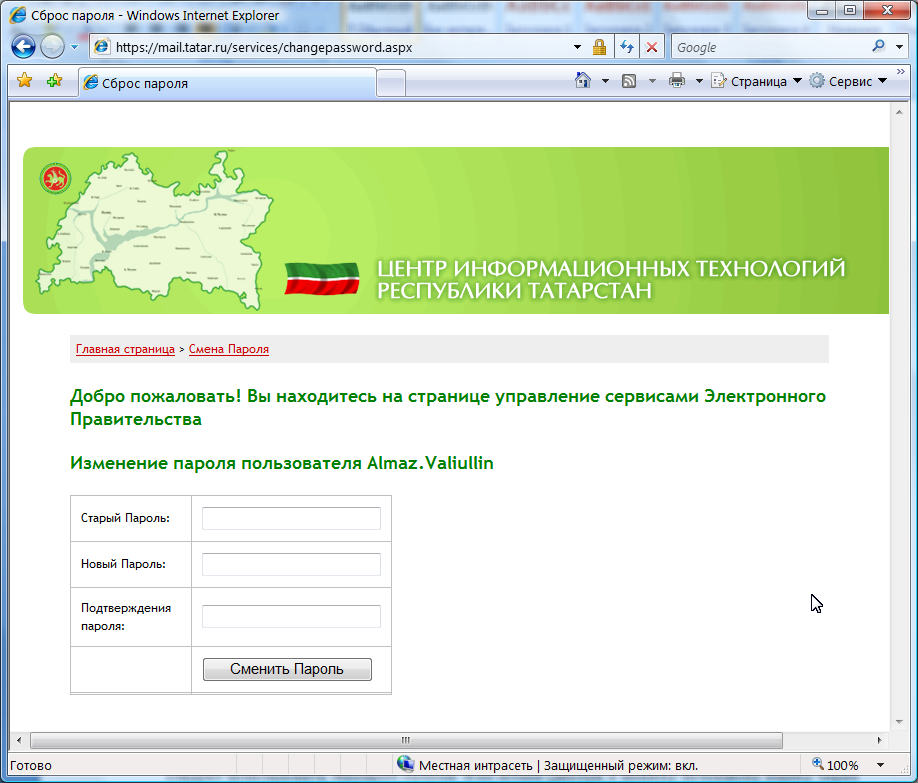 Сброс пароля - Windows Internet Explorer
https://mail.tatar.ru/services/changepassword.aspx
Google
Сброс пароля
Страница
Сервис
»
ЦЕНТР ИНФОРМАЦИОННЫХ ТЕХНОЛОГИЙ
РЕСПУБЛИКИ ТАТАРСТАН
Главная страница > Смена Пароля
Добро пожаловать! Вы находитесь на странице управление сервисами Электронного
Правительства
Изменение пароля пользователя Almaz.Valiullin
Старый Пароль:
Новый Пароль:
Подтверждения
пароля:
Сменить Пароль
Готово
Местная интрасеть | Защищенный режим: вкл.
100%